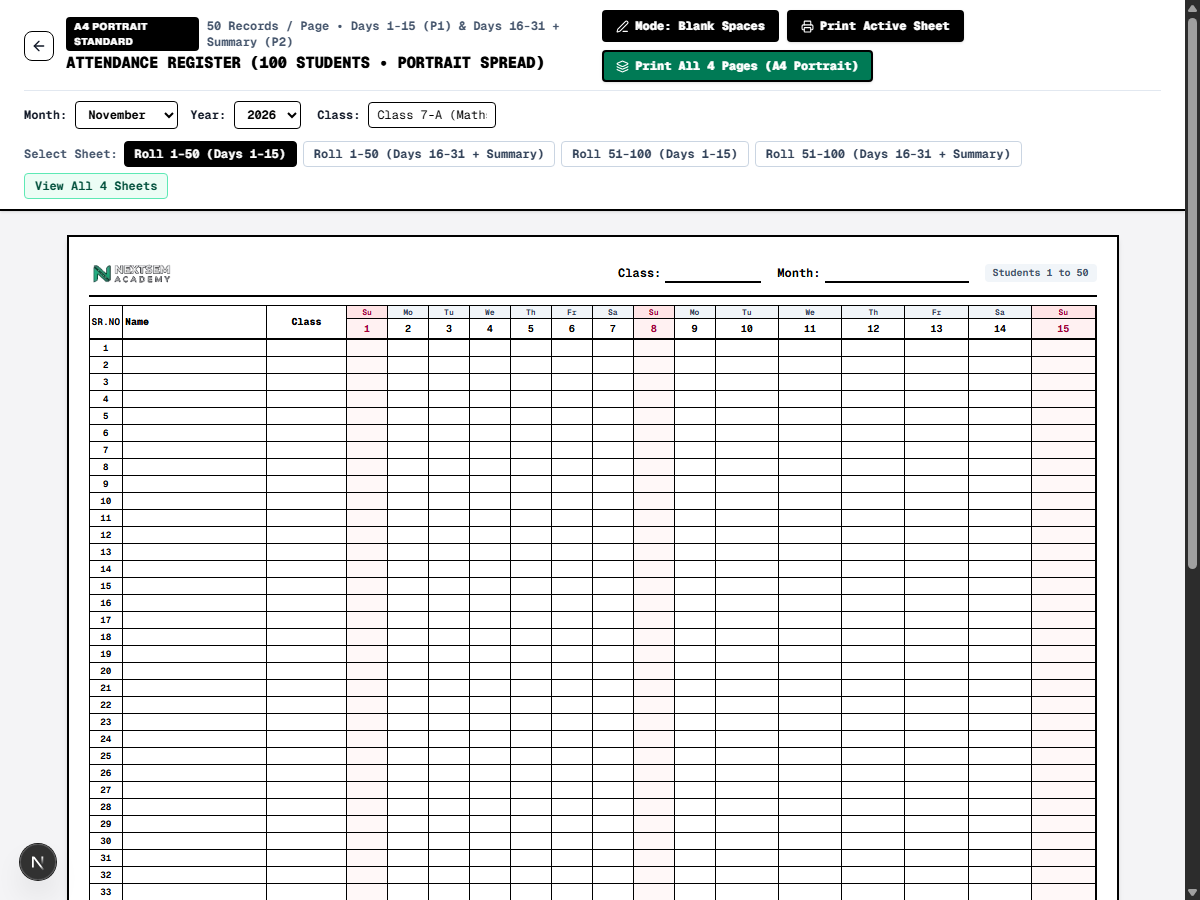 A4 PORTRAIT STANDARD
50 Records / Page • Days 1-15 (P1) & Days 16-31 + Summary (P2)
ATTENDANCE REGISTER (100 STUDENTS • PORTRAIT SPREAD)
Mode: Blank Spaces
Print Active Sheet
Print All 4 Pages (A4 Portrait)
Month: November Year: 2026 Class: Class 7-A (Math
Select Sheet: Roll 1-50 (Days 1-15) Roll 1-50 (Days 16-31 + Summary) Roll 51-100 (Days 1-15) Roll 51-100 (Days 16-31 + Summary)
View All 4 Sheets
NEXTSEM ACADEMY
Class: Month: Students 1 to 50
SR.NO Name Class
Su Mo Tu We Th Fr Sa Su Mo Tu We Th Fr Sa Su
1 2 3 4 5 6 7 8 9 10 11 12 13 14 15
1
2
3
4
5
6
7
8
9
10
11
12
13
14
15
16
17
18
19
20
21
22
23
24
25
26
27
28
29
30
31
32
33
N